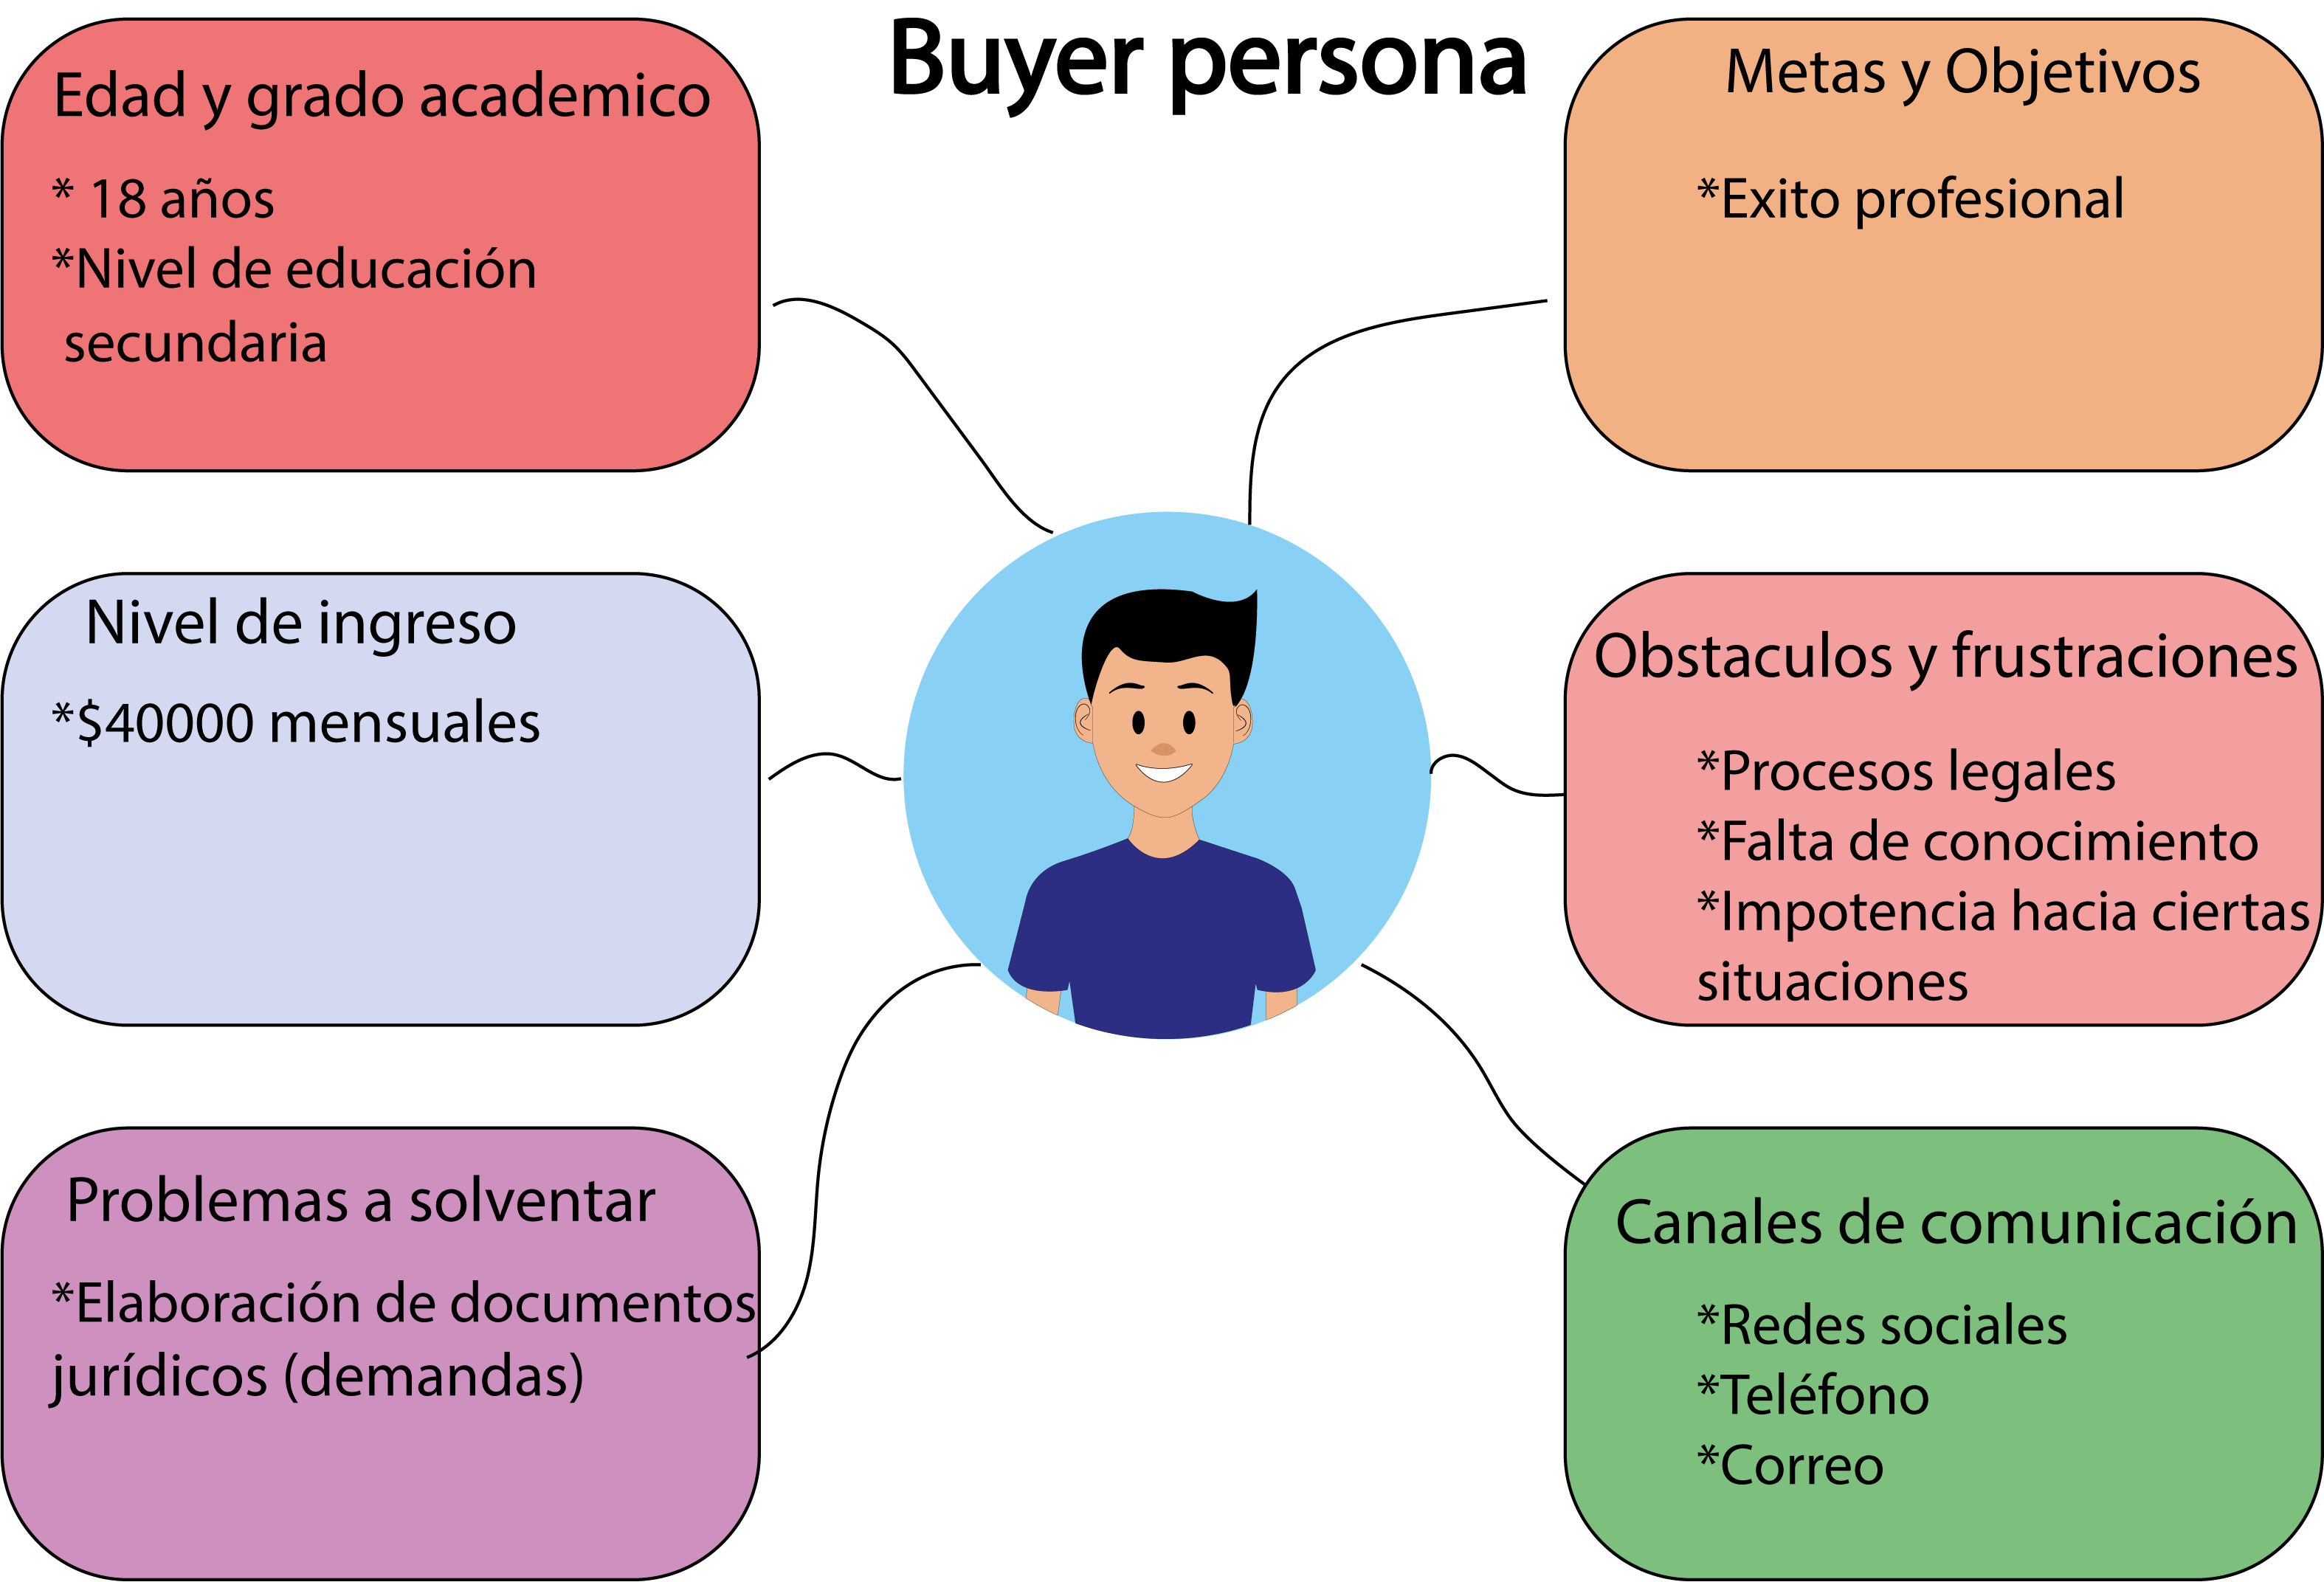 Buyer persona
Edad y grado academico
* 18 años
*Nivel de educación
secundaria
Nivel de ingreso
*$40000 mensuales
Problemas a solventar
*Elaboración de documentos
jurídicos (demandas)
Metas y Objetivos
*Exito profesional
Obstaculos y frustraciones
*Procesos legales
*Falta de conocimiento
*Impotencia hacia ciertas
situaciones
Canales de comunicación
*Redes sociales
*Teléfono
*Correo